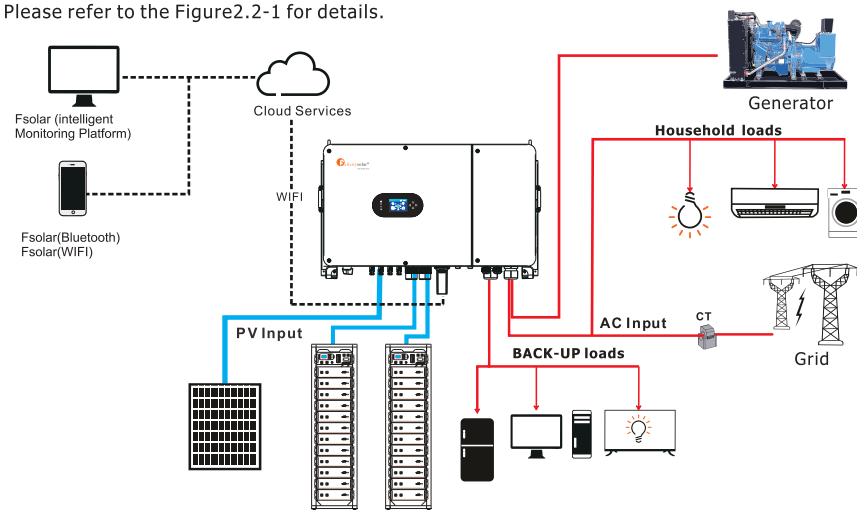 Please refer to the Figure2.2-1 for details.
Fsolar (intelligent
Monitoring Platform)
Cloud Services
Generator
Household loads
WIFI
Fsolar(Bluetooth)
Fsolar(WIFI)
PV Input
AC Input
CT
Grid
BACK-UP loads